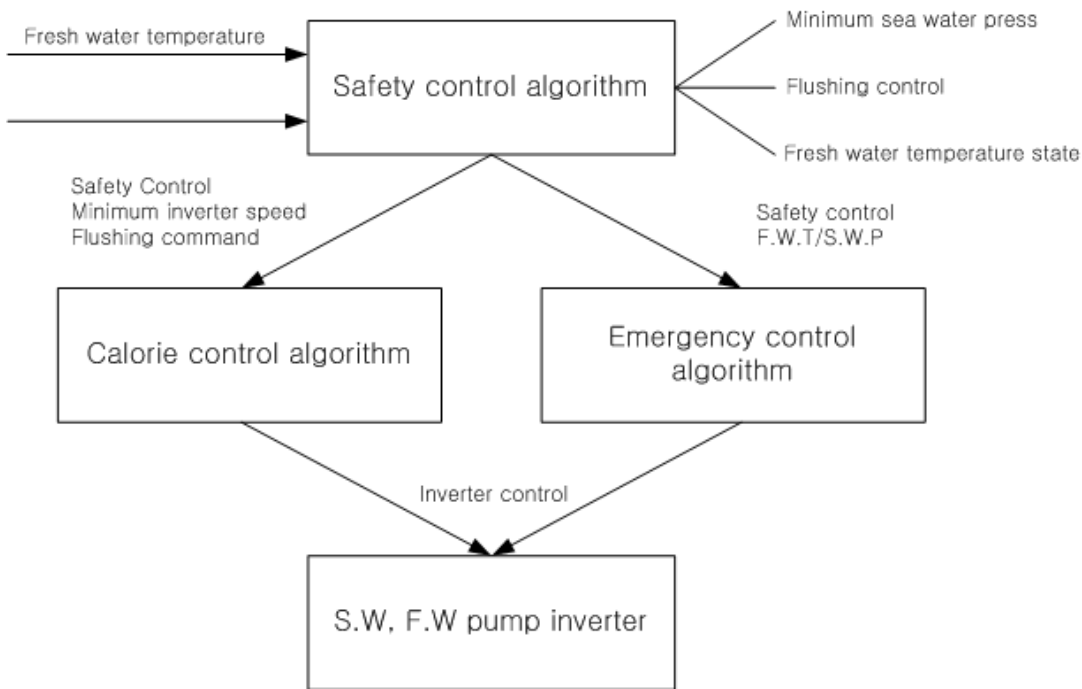 Fresh water temperature
Safety control algorithm
Minimum sea water press
Flushing control
Fresh water temperature state
Safety Control
Minimum inverter speed
Flushing command
Safety control
F.W.T/S.W.P
Calorie control algorithm
Emergency control
algorithm
Inverter control
S.W, F.W pump inverter